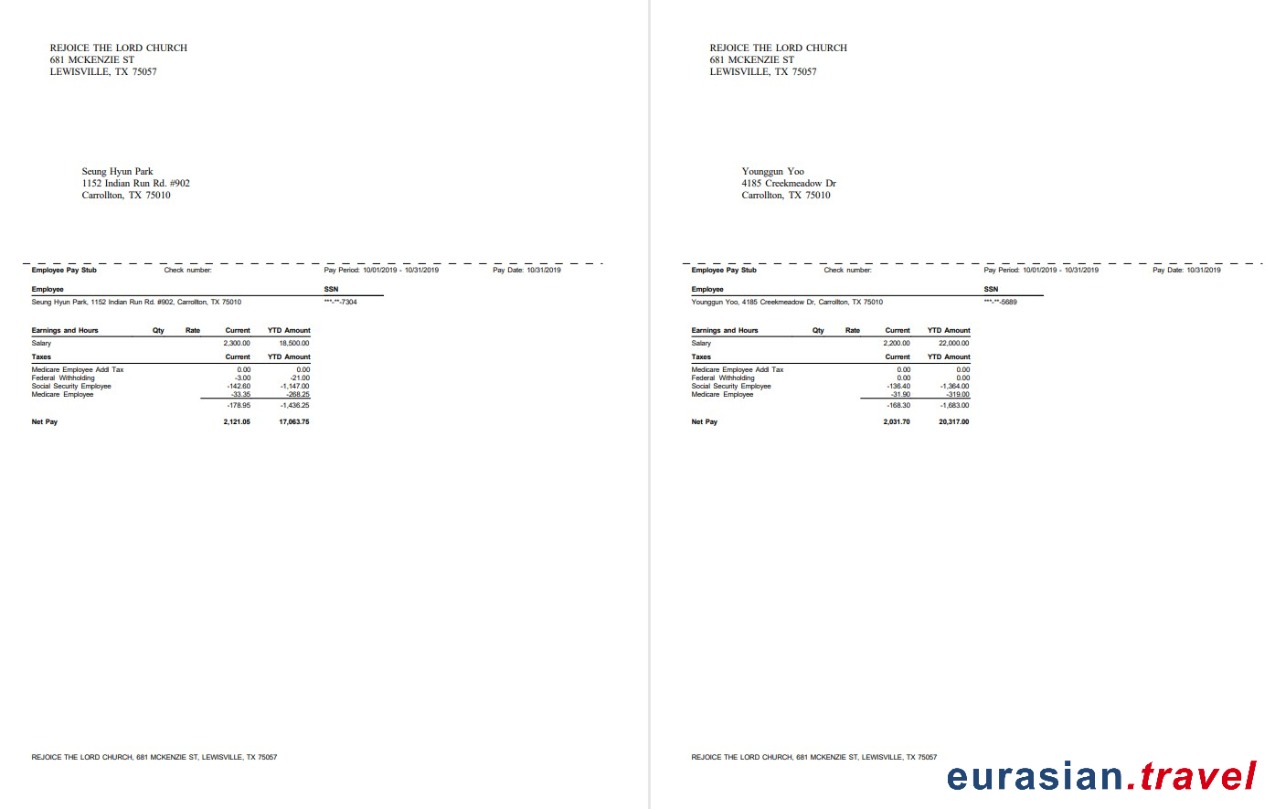 REJOICE THE LORD CHURCH
681 MCKENZIE ST
LEWISVILLE, TX 75057
Seung Hyun Park
1152 Indian Run Rd. #902
Carrollton, TX 75010
Employee Pay Stub Check number: Pay Period: 10/01/2019 - 10/31/2019 Pay Date: 10/31/2019
Employee SSN
Seung Hyun Park, 1152 Indian Run Rd. #902, Carrollton, TX 75010 ***-**-7304
Earnings and Hours Qty Rate Current YTD Amount
Salary 2,300.00 18,500.00
Taxes Current YTD Amount
Medicare Employee Addl Tax 0.00 0.00
Federal Withholding -3.00 -21.00
Social Security Employee -142.60 -1,147.00
Medicare Employee -33.35 -268.25
-178.95 -1,436.25
Net Pay 2,121.05 17,063.75
REJOICE THE LORD CHURCH, 681 MCKENZIE ST, LEWISVILLE, TX 75057
REJOICE THE LORD CHURCH
681 MCKENZIE ST
LEWISVILLE, TX 75057
Younggun Yoo
4185 Creekmeadow Dr
Carrollton, TX 75010
Employee Pay Stub Check number: Pay Period: 10/01/2019 - 10/31/2019 Pay Date: 10/31/2019
Employee SSN
Younggun Yoo, 4185 Creekmeadow Dr, Carrollton, TX 75010 ***-**-5689
Earnings and Hours Qty Rate Current YTD Amount
Salary 2,200.00 22,000.00
Taxes Current YTD Amount
Medicare Employee Addl Tax 0.00 0.00
Federal Withholding 0.00 0.00
Social Security Employee -136.40 -1,364.00
Medicare Employee -31.90 -319.00
-168.30 -1,683.00
Net Pay 2,031.70 20,317.00
REJOICE THE LORD CHURCH, 681 MCKENZIE ST, LEWISVILLE, TX 75057
eurasian.travel